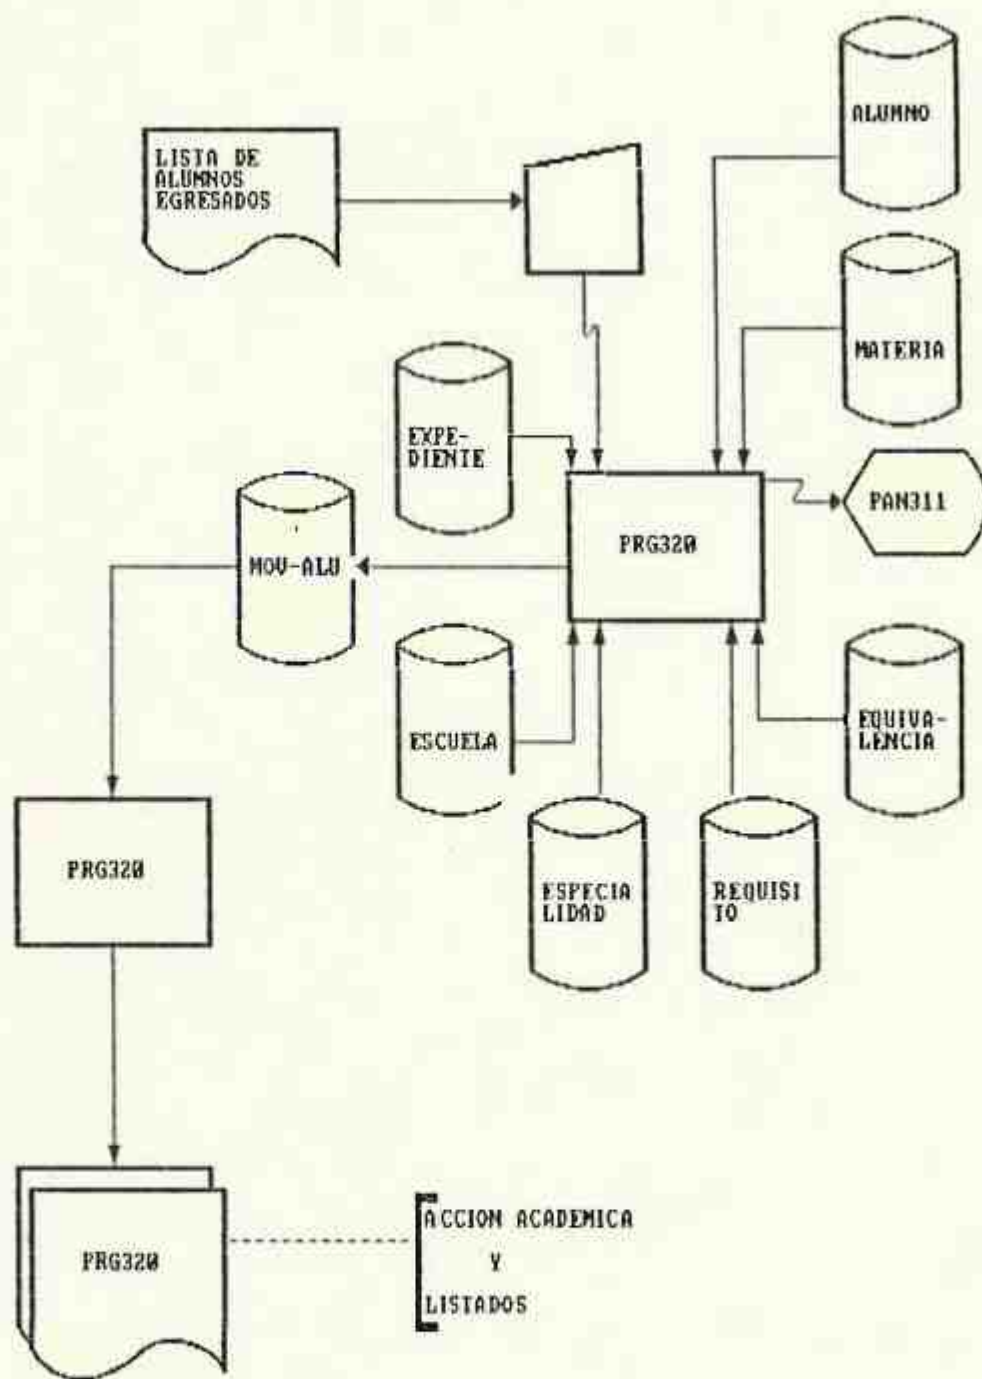 ALUMNO
LISTA DE
ALUMNOS
EGRESADOS
MATERIA
EXPE-
DIENTE
PAN311
PRG320
MOV-ALU
ESCUELA
EQUIVA-
LENCIA
PRG320
ESPECIA
LIDAD
REQUISI
TO
ACCION ACADEMICA
Y
LISTADOS
PRG320